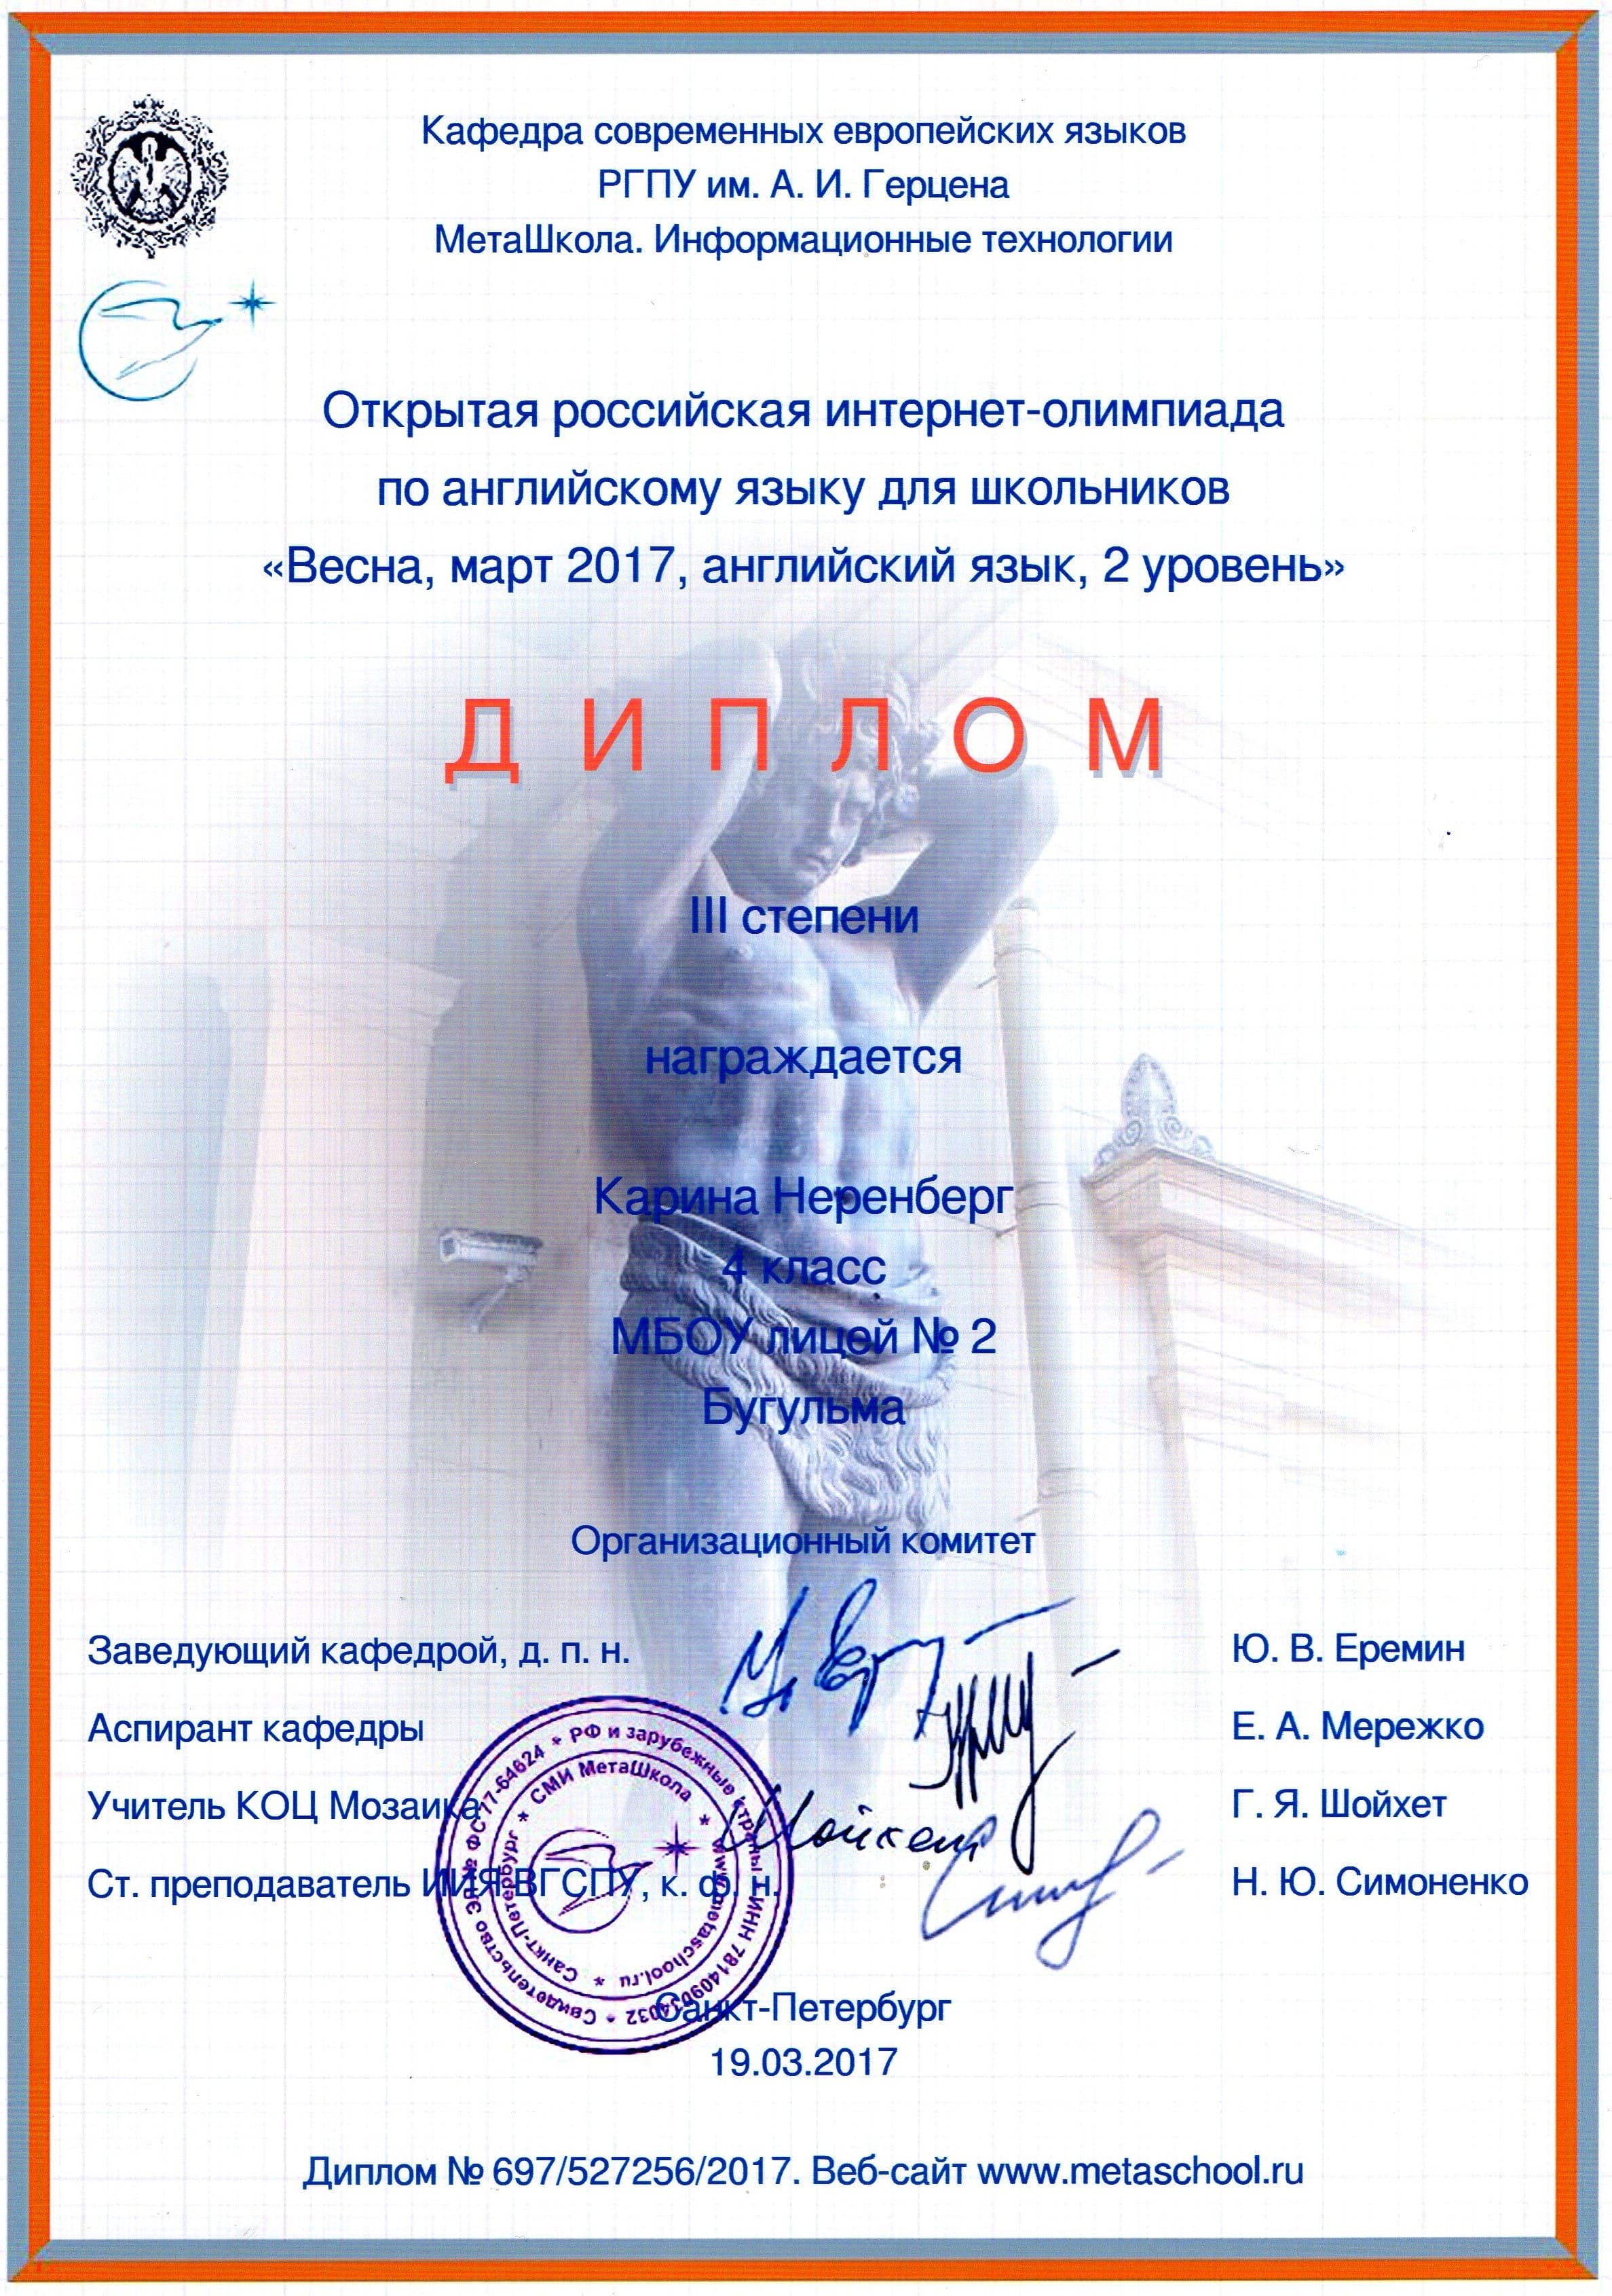 Кафедра современных европейских языков
РГПУ им. А. И. Герцена
МетаШкола. Информационные технологии
Открытая российская интернет-олимпиада
по английскому языку для школьников
«Весна, март 2017, английский язык, 2 уровень»
ДИПЛОМ
III степени
награждается
Карина Неренберг
4 класс
МБОУ лицей № 2
Бугульма
Организационный комитет
Заведующий кафедрой, д. п. н. Ю. В. Еремин
Аспирант кафедры Е. А. Мережко
Учитель КОЦ Мозаика Г. Я. Шойхет
Ст. преподаватель ИИЯ ВГСПУ, к. ф. н. Н. Ю. Симоненко
Свидетельство ЭЛ № ФС 77-64624 * РФ и зарубежные страны * ИНН
Санкт-Петербург * СМИ МетаШкола * www.metaschool.ru *
Санкт-Петербург
19.03.2017
Диплом № 697/527256/2017. Веб-сайт www.metaschool.ru